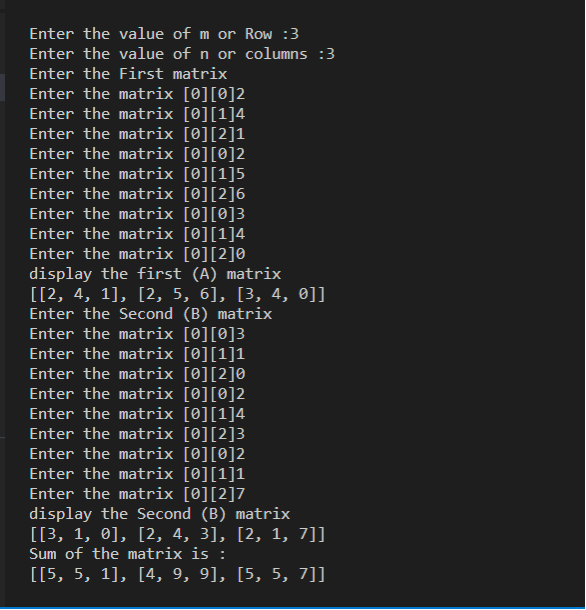 Enter the value of m or Row :3
Enter the value of n or columns :3
Enter the First matrix
Enter the matrix [0][0]2
Enter the matrix [0][1]4
Enter the matrix [0][2]1
Enter the matrix [0][0]2
Enter the matrix [0][1]5
Enter the matrix [0][2]6
Enter the matrix [0][0]3
Enter the matrix [0][1]4
Enter the matrix [0][2]0
display the first (A) matrix
[[2, 4, 1], [2, 5, 6], [3, 4, 0]]
Enter the Second (B) matrix
Enter the matrix [0][0]3
Enter the matrix [0][1]1
Enter the matrix [0][2]0
Enter the matrix [0][0]2
Enter the matrix [0][1]4
Enter the matrix [0][2]3
Enter the matrix [0][0]2
Enter the matrix [0][1]1
Enter the matrix [0][2]7
display the Second (B) matrix
[[3, 1, 0], [2, 4, 3], [2, 1, 7]]
Sum of the matrix is :
[[5, 5, 1], [4, 9, 9], [5, 5, 7]]